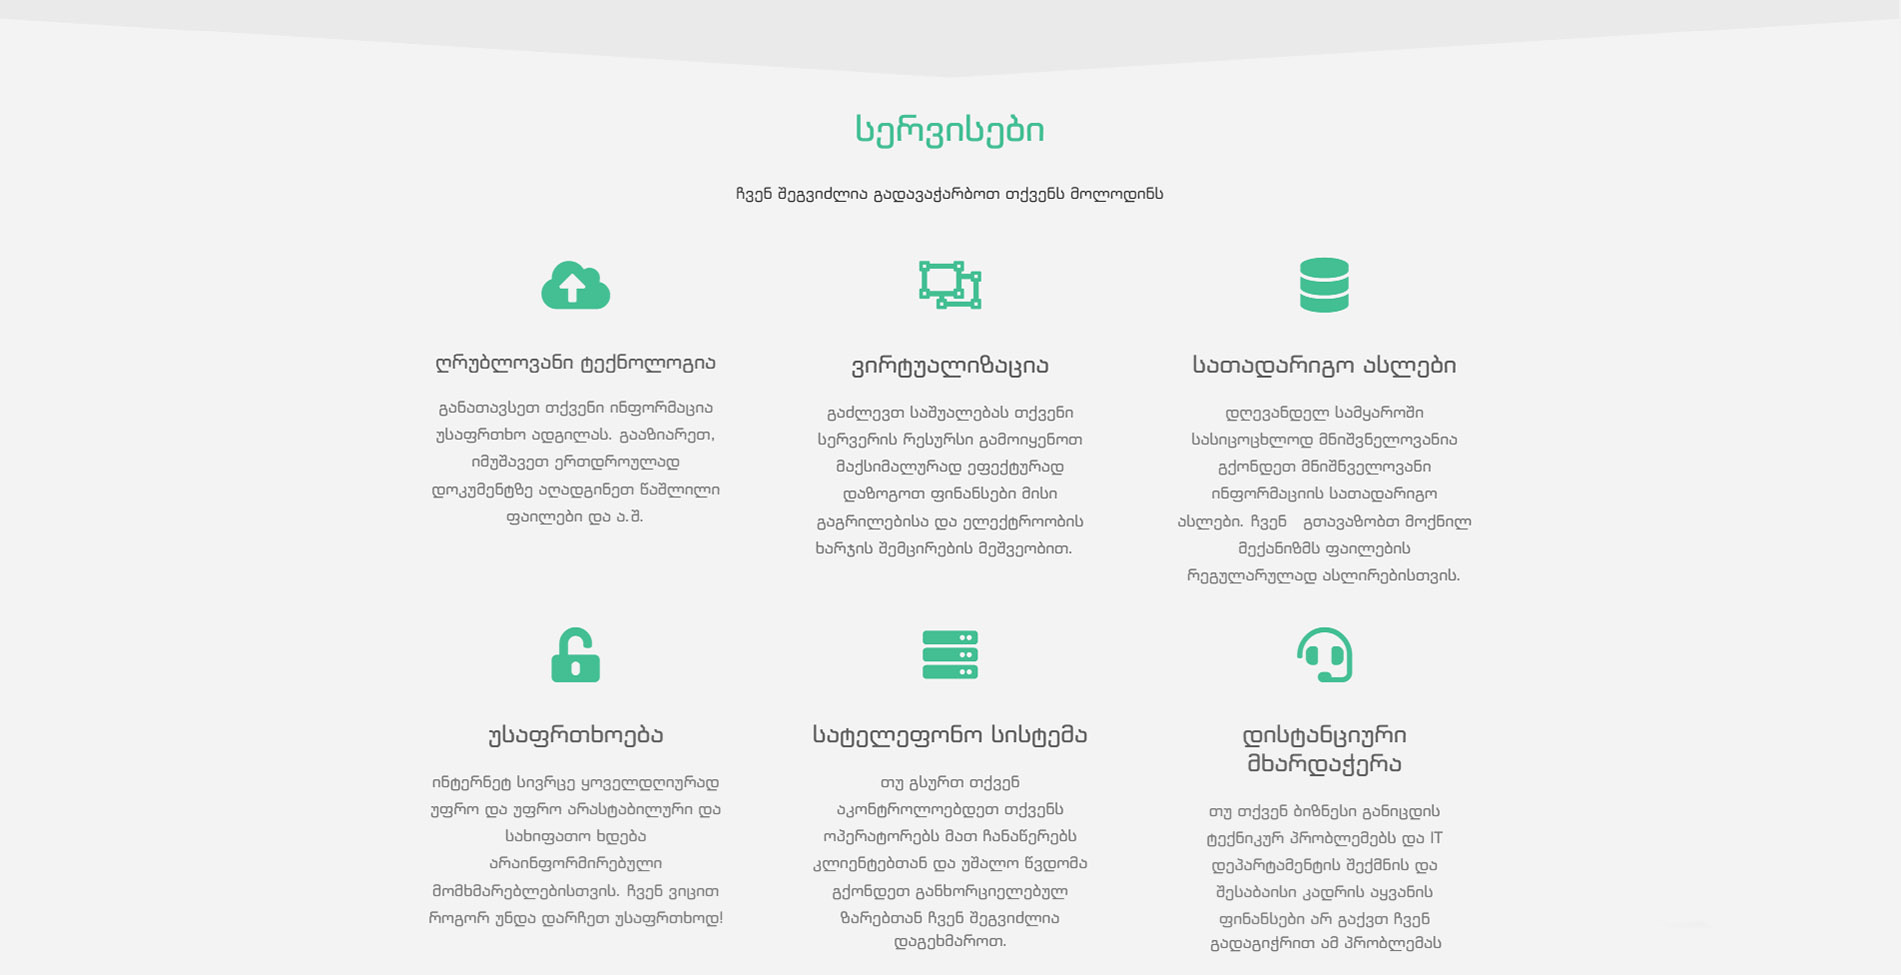 სერვისები
ჩვენ შეგვიძლია გადავაჭარბოთ თქვენს მოლოდინს
ღრუბლოვანი ტექნოლოგია
განათავსეთ თქვენი ინფორმაცია
უსაფრთხო ადგილას. გააზიარეთ,
იმუშავეთ ერთდროულად
დოკუმენტზე აღადგინეთ წაშლილი
ფაილები და ა.შ.
ვირტუალიზაცია
გაძლევთ საშუალებას თქვენი
სერვერის რესურსი გამოიყენოთ
მაქსიმალურად ეფექტურად
დაზოგოთ ფინანსები მისი
გაგრილებისა და ელექტროობის
ხარჯის შემცირების მეშვეობით.
სათადარიგო ასლები
დღევანდელ სამყაროში
სასიცოცხლოდ მნიშვნელოვანია
გქონდეთ მნიშნველოვანი
ინფორმაციის სათადარიგო
ასლები. ჩვენ გთავაზობთ მოქნილ
მექანიზმს ფაილების
რეგულარულად ასლირებისთვის.
უსაფრთხოება
ინტერნეტ სივრცე ყოველდღიურად
უფრო და უფრო არასტაბილური და
სახიფათო ხდება
არაინფორმირებული
მომხმარებლებისთვის. ჩვენ ვიცით
როგორ უნდა დარჩეთ უსაფრთხოდ!
სატელეფონო სისტემა
თუ გსურთ თქვენ
აკონტროლოებდეთ თქვენს
ოპერატორებს მათ ჩანაწერებს
კლიენტებთან და უშალო წვდომა
გქონდეთ განხორციელებულ
ზარებთან ჩვენ შეგვიძლია
დაგეხმაროთ.
დისტანციური
მხარდაჭერა
თუ თქვენ ბიზნესი განიცდის
ტექნიკურ პრობლემებს და IT
დეპარტამენტის შექმნის და
შესაბაისი კადრის აყვანის
ფინანსები არ გაქვთ ჩვენ
გადაგიჭრით ამ პრობლემას